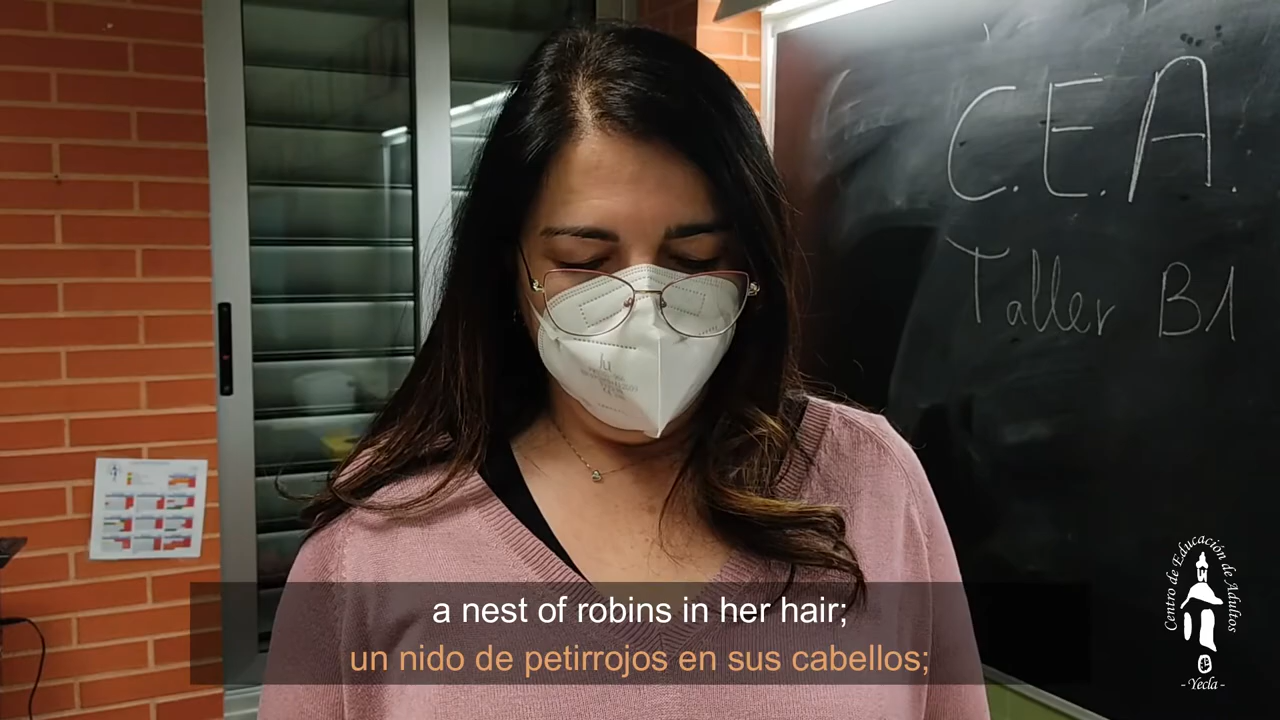 C.E.A.
Taller B1
a nest of robins in her hair;
un nido de petirrojos en sus cabellos;
Centro de Educación de Adultos
- Yecla -